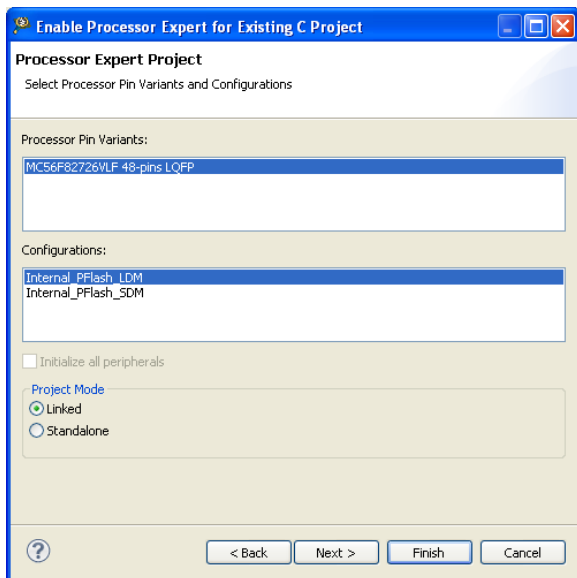 Enable Processor Expert for Existing C Project
Processor Expert Project
Select Processor Pin Variants and Configurations
Processor Pin Variants:
MC56F82726VLF 48-pins LQFP
Configurations:
Internal_PFlash_LDM
Internal_PFlash_SDM
Initialize all peripherals
Project Mode
Linked
Standalone
? < Back Next > Finish Cancel